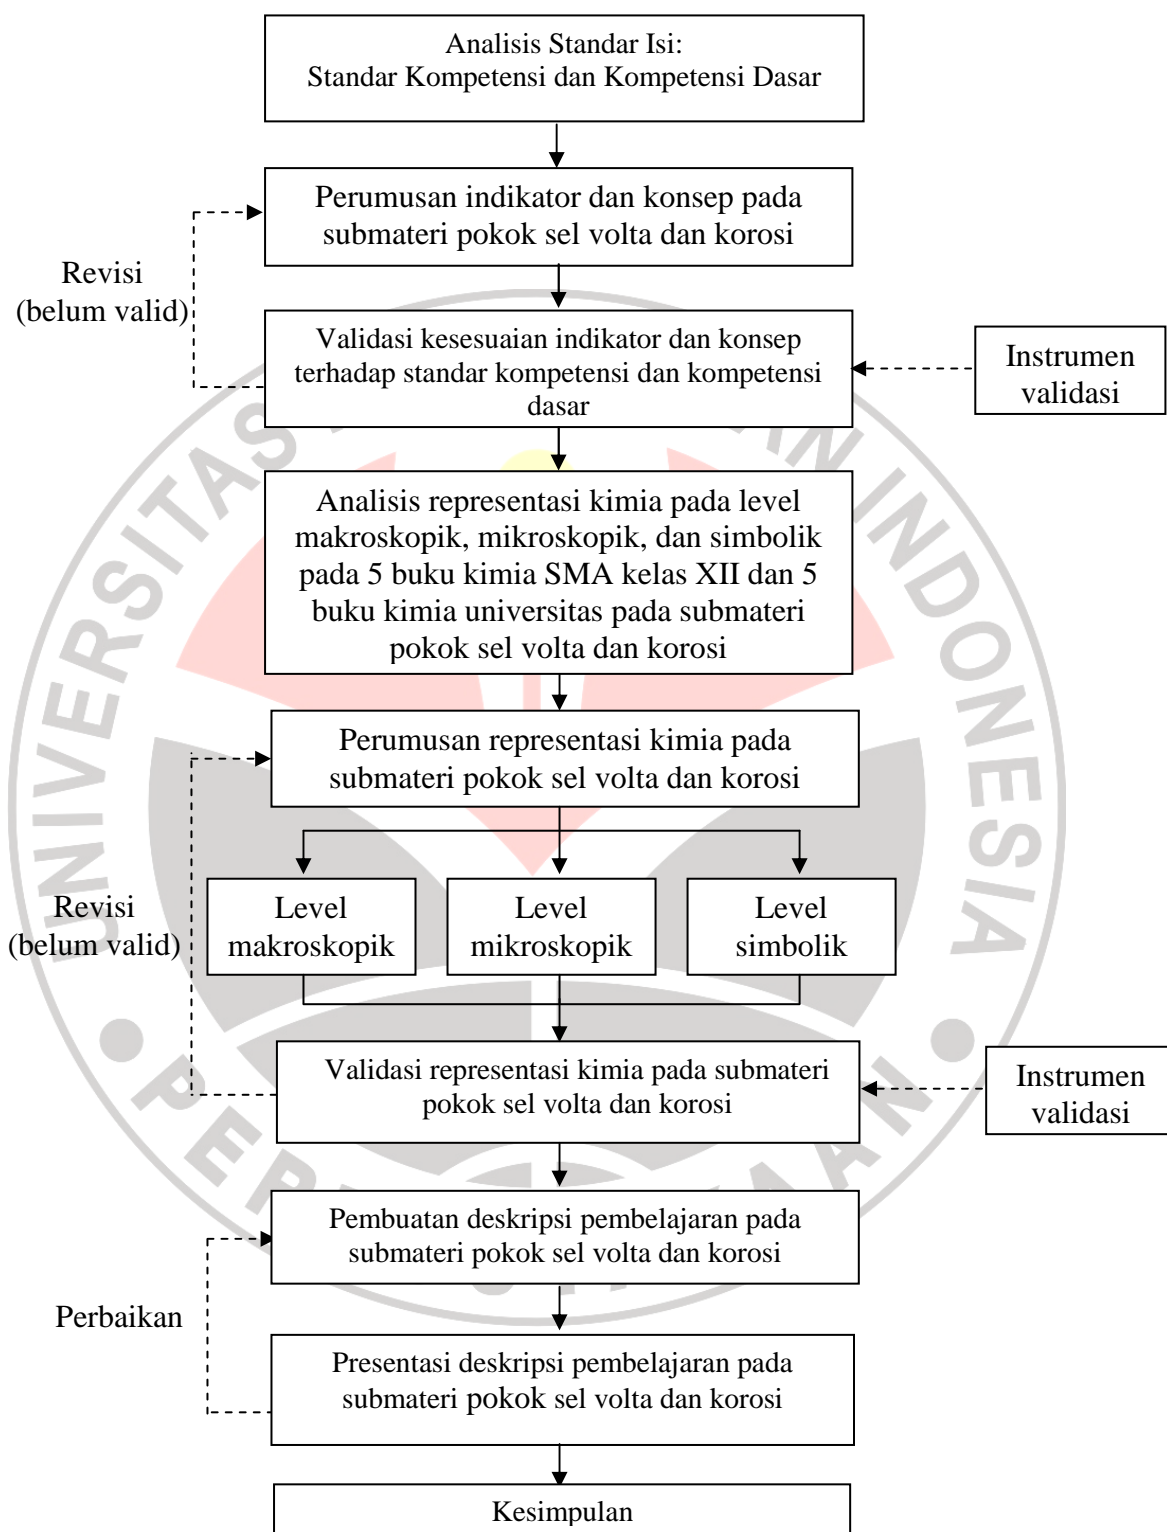 Analisis Standar Isi:
Standar Kompetensi dan Kompetensi Dasar
Perumusan indikator dan konsep pada
submateri pokok sel volta dan korosi
Revisi
(belum valid)
Validasi kesesuaian indikator dan konsep
terhadap standar kompetensi dan kompetensi
dasar
Instrumen
validasi
Analisis representasi kimia pada level
makroskopik, mikroskopik, dan simbolik
pada 5 buku kimia SMA kelas XII dan 5
buku kimia universitas pada submateri
pokok sel volta dan korosi
Perumusan representasi kimia pada
submateri pokok sel volta dan korosi
Revisi
(belum valid)
Level
makroskopik
Level
mikroskopik
Level
simbolik
Validasi representasi kimia pada submateri
pokok sel volta dan korosi
Instrumen
validasi
Pembuatan deskripsi pembelajaran pada
submateri pokok sel volta dan korosi
Perbaikan
Presentasi deskripsi pembelajaran pada
submateri pokok sel volta dan korosi
Kesimpulan
UNIVERSITAS
INDONESIA